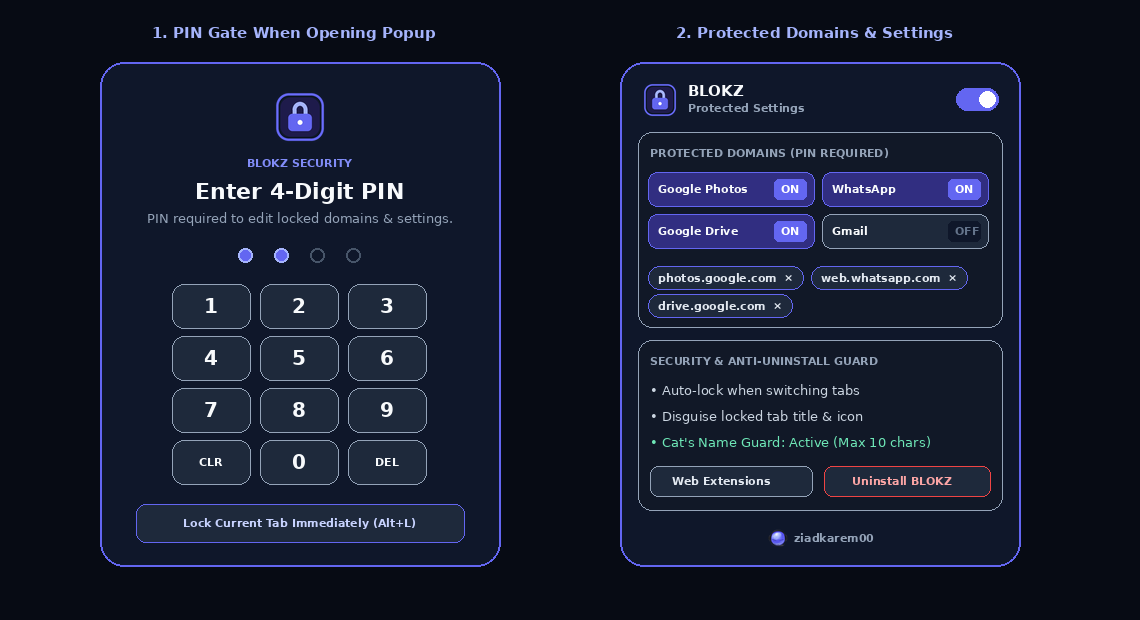 1. PIN Gate When Opening Popup
BLOKZ SECURITY
Enter 4-Digit PIN
PIN required to edit locked domains & settings.
1 2 3
4 5 6
7 8 9
CLR 0 DEL
Lock Current Tab Immediately (Alt+L)
2. Protected Domains & Settings
BLOKZ
Protected Settings
PROTECTED DOMAINS (PIN REQUIRED)
Google Photos ON WhatsApp ON
Google Drive ON Gmail OFF
photos.google.com × web.whatsapp.com ×
drive.google.com ×
SECURITY & ANTI-UNINSTALL GUARD
• Auto-lock when switching tabs
• Disguise locked tab title & icon
• Cat's Name Guard: Active (Max 10 chars)
Web Extensions Uninstall BLOKZ
ziadkarem00